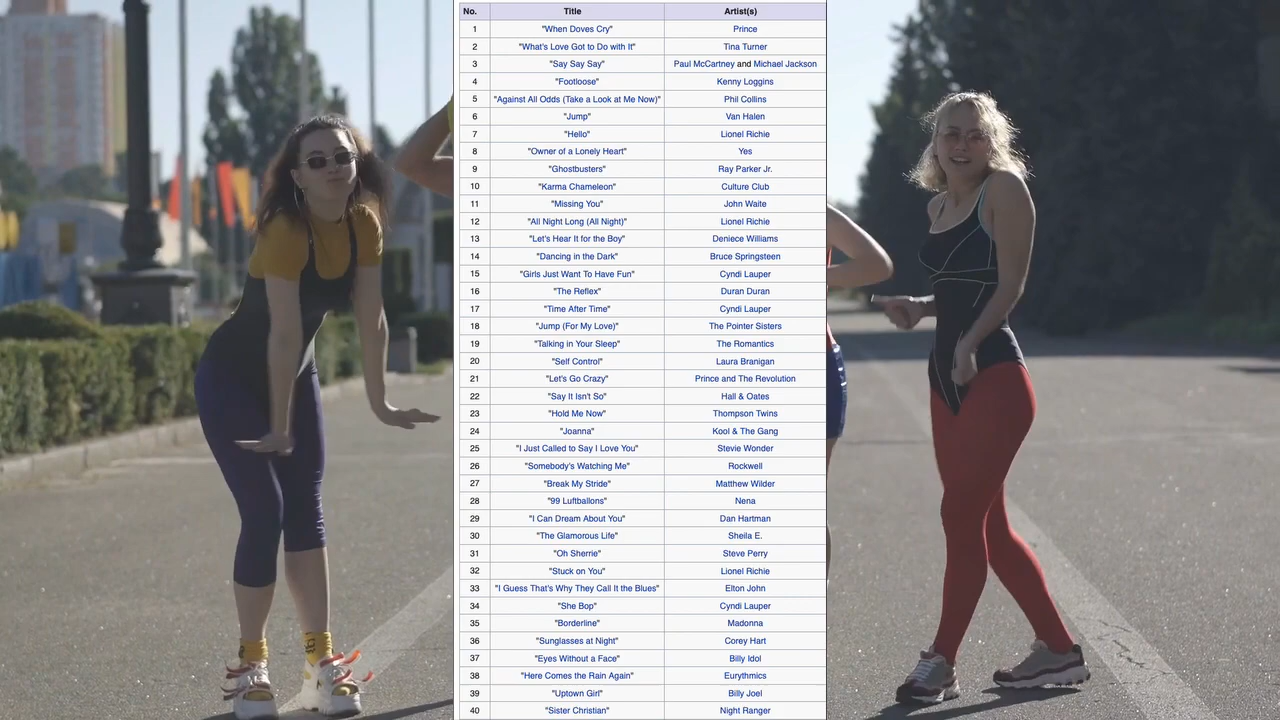 No. Title Artist(s)
1 "When Doves Cry" Prince
2 "What's Love Got to Do with It" Tina Turner
3 "Say Say Say" Paul McCartney and Michael Jackson
4 "Footloose" Kenny Loggins
5 "Against All Odds (Take a Look at Me Now)" Phil Collins
6 "Jump" Van Halen
7 "Hello" Lionel Richie
8 "Owner of a Lonely Heart" Yes
9 "Ghostbusters" Ray Parker Jr.
10 "Karma Chameleon" Culture Club
11 "Missing You" John Waite
12 "All Night Long (All Night)" Lionel Richie
13 "Let's Hear It for the Boy" Deniece Williams
14 "Dancing in the Dark" Bruce Springsteen
15 "Girls Just Want To Have Fun" Cyndi Lauper
16 "The Reflex" Duran Duran
17 "Time After Time" Cyndi Lauper
18 "Jump (For My Love)" The Pointer Sisters
19 "Talking in Your Sleep" The Romantics
20 "Self Control" Laura Branigan
21 "Let's Go Crazy" Prince and The Revolution
22 "Say It Isn't So" Hall & Oates
23 "Hold Me Now" Thompson Twins
24 "Joanna" Kool & The Gang
25 "I Just Called to Say I Love You" Stevie Wonder
26 "Somebody's Watching Me" Rockwell
27 "Break My Stride" Matthew Wilder
28 "99 Luftballons" Nena
29 "I Can Dream About You" Dan Hartman
30 "The Glamorous Life" Sheila E.
31 "Oh Sherrie" Steve Perry
32 "Stuck on You" Lionel Richie
33 "I Guess That's Why They Call It the Blues" Elton John
34 "She Bop" Cyndi Lauper
35 "Borderline" Madonna
36 "Sunglasses at Night" Corey Hart
37 "Eyes Without a Face" Billy Idol
38 "Here Comes the Rain Again" Eurythmics
39 "Uptown Girl" Billy Joel
40 "Sister Christian" Night Ranger